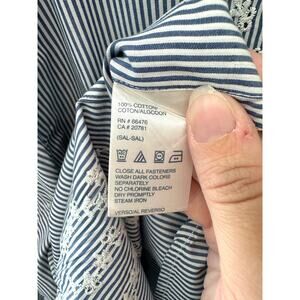 100% COTTON/
COTON/ALGODON
RN # 66476
CA # 20781
(SAL-SAL)
CLOSE ALL FASTENERS
WASH DARK COLORS
SEPARATELY
NO CHLORINE BLEACH
DRY PROMPTLY
STEAM IRON
VERSO/AL REVERSO